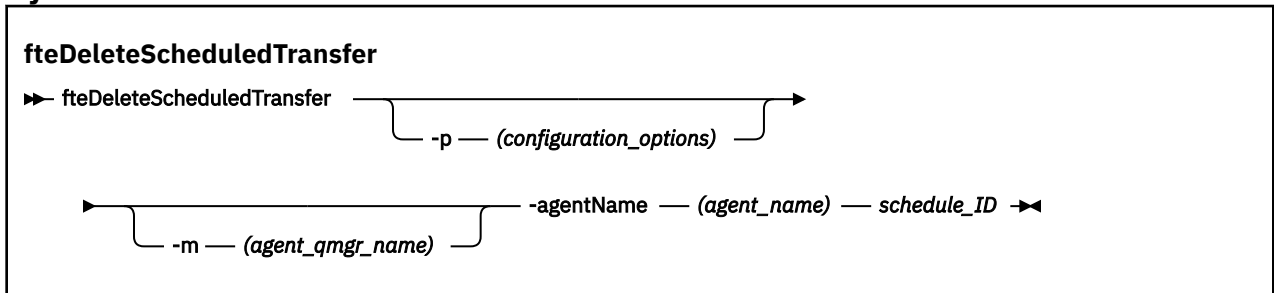 fteDeleteScheduledTransfer
fteDeleteScheduledTransfer
-p (configuration_options)
-agentName (agent_name) schedule_ID
-m (agent_qmgr_name)